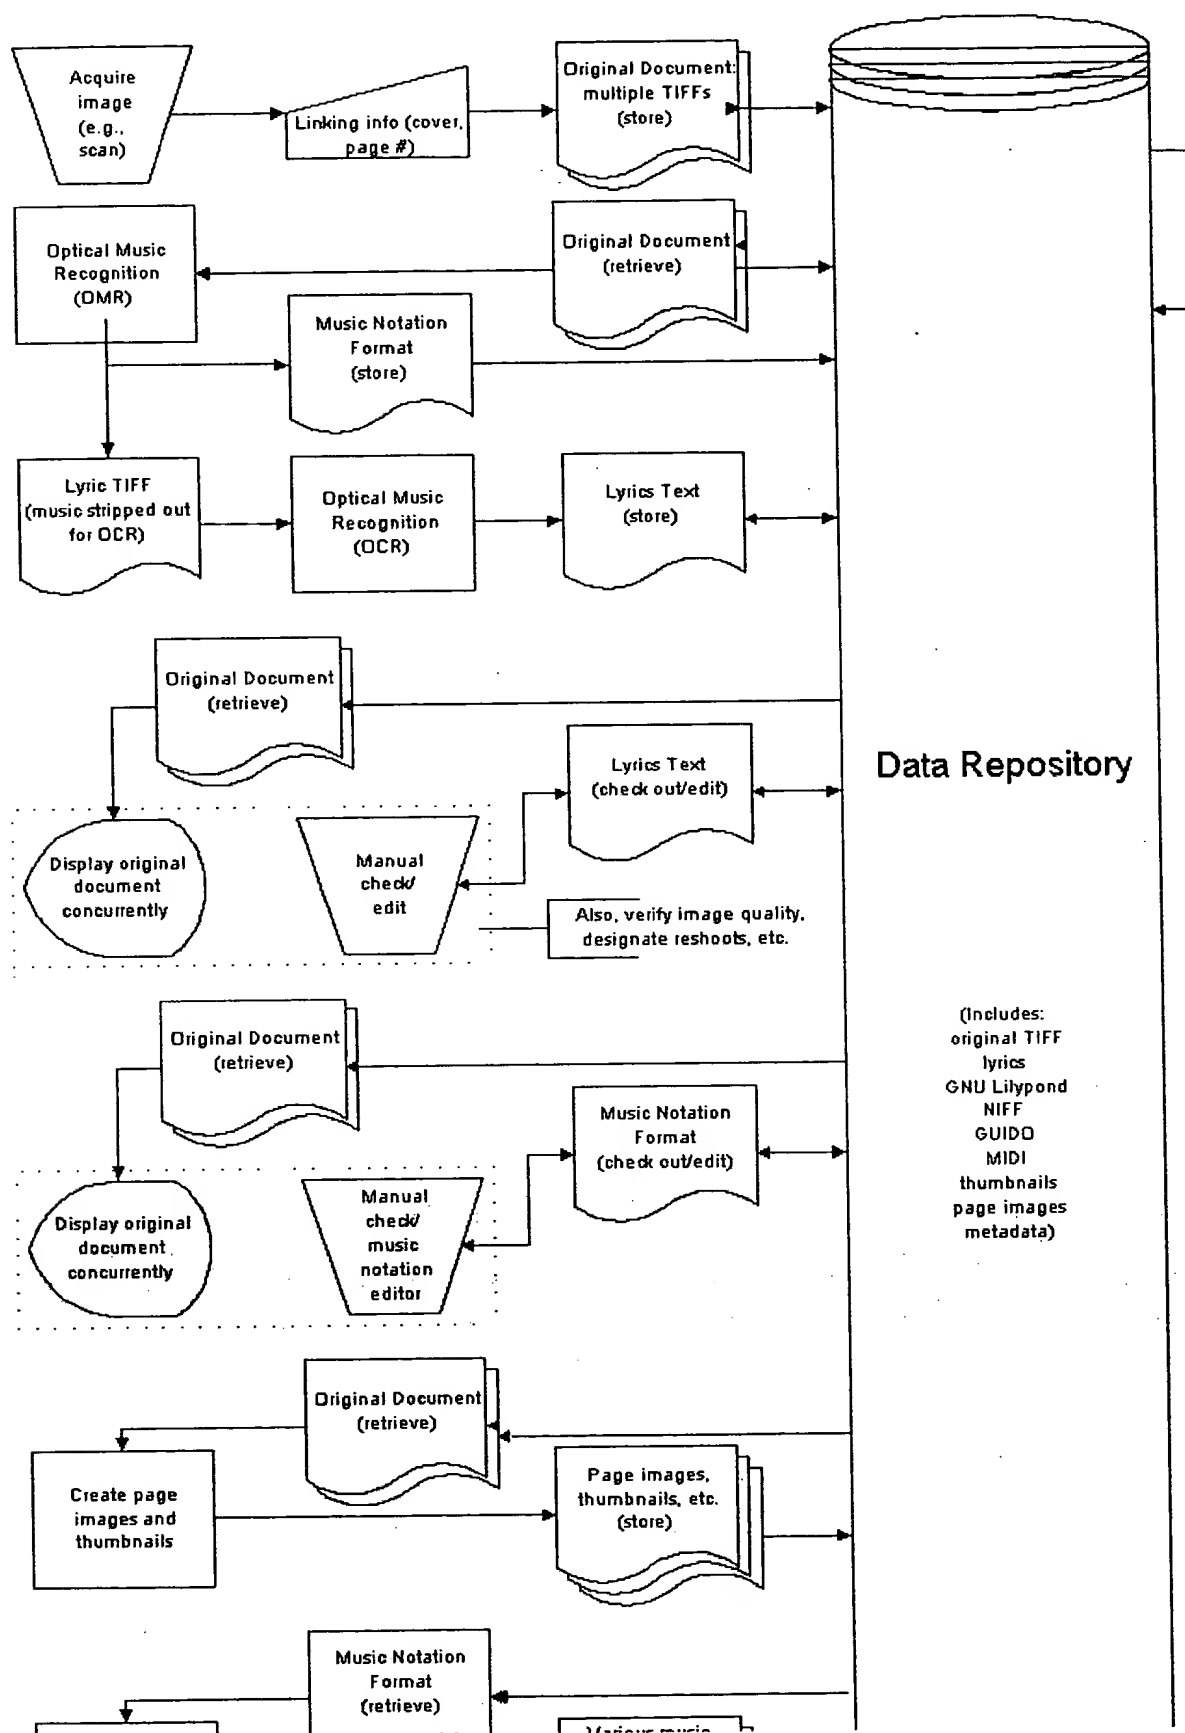 Acquire
image
(e.g.,
scan)
Linking info (cover,
page #)
Original Document:
multiple TIFFs
(store)
Optical Music
Recognition
(OMR)
Original Document
(retrieve)
Music Notation
Format
(store)
Lyric TIFF
(music stripped out
for OCR)
Optical Music
Recognition
(OCR)
Lyrics Text
(store)
Original Document
(retrieve)
Lyrics Text
(check out/edit)
Data Repository
Display original
document
concurrently
Manual
check/
edit
Also, verify image quality,
designate reshoots, etc.
Original Document
(retrieve)
(Includes:
original TIFF
lyrics
GNU Lilypond
NIFF
GUIDO
MIDI
thumbnails
page images
metadata)
Music Notation
Format
(check out/edit)
Display original
document
concurrently
Manual
check/
music
notation
editor
Original Document
(retrieve)
Create page
images and
thumbnails
Page images,
thumbnails, etc.
(store)
Music Notation
Format
(retrieve)
Various music